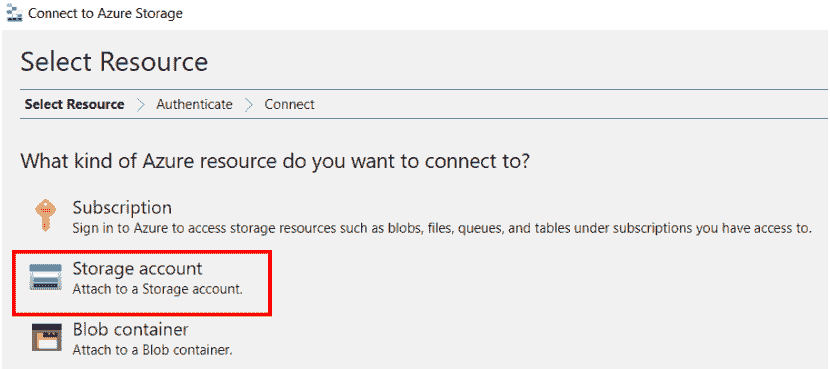 Connect to Azure Storage
Select Resource
Select Resource > Authenticate > Connect
What kind of Azure resource do you want to connect to?
Subscription
Sign in to Azure to access storage resources such as blobs, files, queues, and tables under subscriptions you have access to.
Storage account
Attach to a Storage account.
Blob container
Attach to a Blob container.